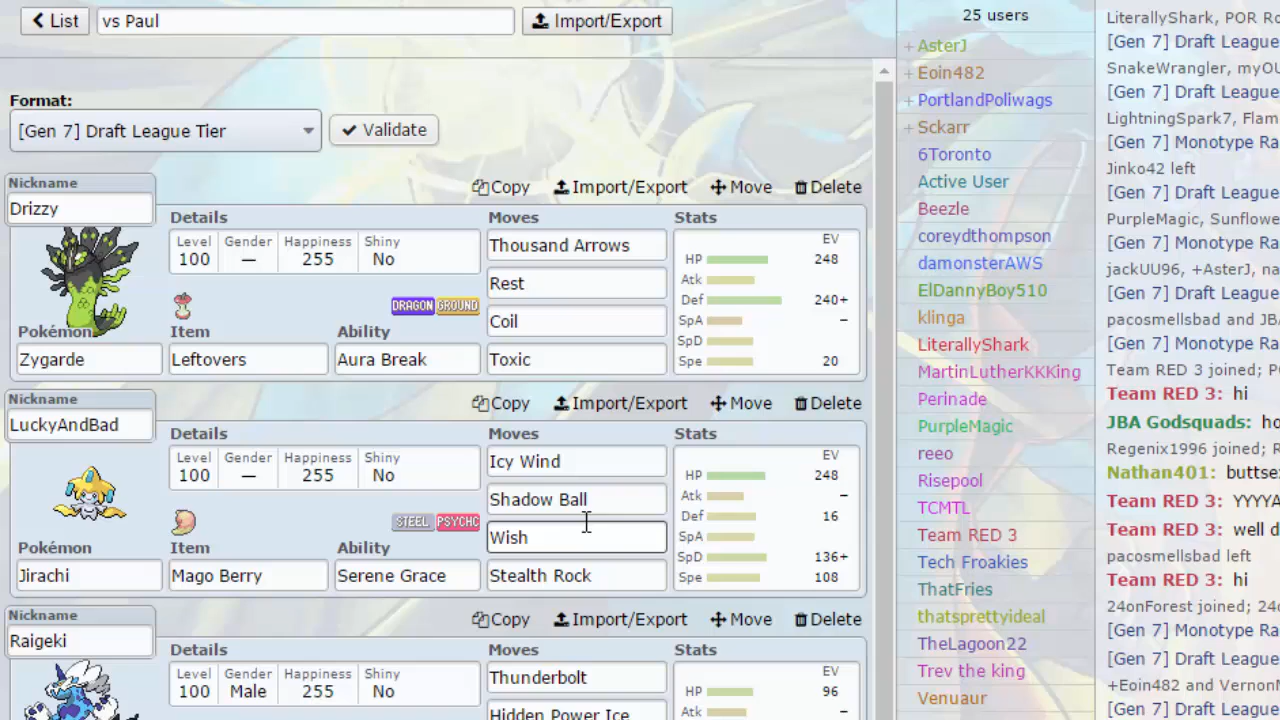 List
vs Paul
Import/Export
Format:
[Gen 7] Draft League Tier
Validate
Nickname
Drizzy
Copy Import/Export Move Delete
Details
Level Gender Happiness Shiny
100 — 255 No
DRAGON GROUND
Pokémon Item Ability
Zygarde Leftovers Aura Break
Moves
Thousand Arrows
Rest
Coil
Toxic
Stats
EV
HP 248
Atk
Def 240+
SpA –
SpD
Spe 20
Nickname
LuckyAndBad
Copy Import/Export Move Delete
Details
Level Gender Happiness Shiny
100 — 255 No
STEEL PSYCHC
Pokémon Item Ability
Jirachi Mago Berry Serene Grace
Moves
Icy Wind
Shadow Ball
Wish
Stealth Rock
Stats
EV
HP 248
Atk –
Def 16
SpA
SpD 136+
Spe 108
Nickname
Raigeki
Copy Import/Export Move Delete
Details
Level Gender Happiness Shiny
100 Male 255 No
Moves
Thunderbolt
Hidden Power Ice
Stats
EV
HP 96
Atk –
25 users
+ AsterJ
+ Eoin482
+ PortlandPoliwags
+ Sckarr
6Toronto
Active User
Beezle
coreydthompson
damonsterAWS
ElDannyBoy510
klinga
LiterallyShark
MartinLutherKKKing
Perinade
PurpleMagic
reeo
Risepool
TCMTL
Team RED 3
Tech Froakies
ThatFries
thatsprettyideal
TheLagoon22
Trev the king
Venuaur
LiterallyShark, POR Ro
[Gen 7] Draft League
SnakeWrangler, myOU
[Gen 7] Draft League
LightningSpark7, Flam
[Gen 7] Monotype Ra
Jinko42 left
[Gen 7] Draft League
PurpleMagic, Sunflowe
[Gen 7] Monotype Ra
jackUU96, +AsterJ, na
[Gen 7] Draft League
pacosmellsbad and JBA
[Gen 7] Monotype Ra
Team RED 3 joined; PO
Team RED 3: hi
JBA Godsquads: ho
Regenix1996 joined; R
Nathan401: buttse
Team RED 3: YYYYA
Team RED 3: well d
pacosmellsbad left
Team RED 3: hi
24onForest joined; 24o
[Gen 7] Monotype Ra
[Gen 7] Draft League
+Eoin482 and VernonM
[Gen 7] Draft League